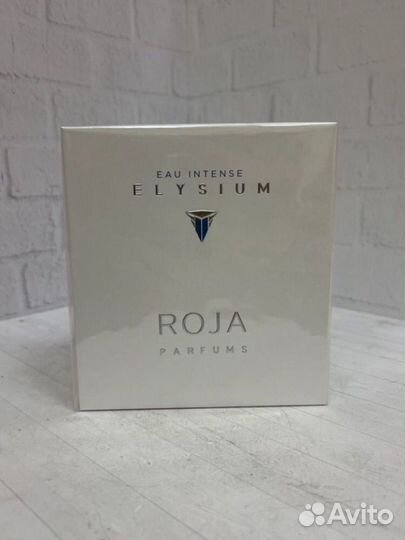 EAU INTENSE
ELYSIUM
ROJA
PARFUMS
Avito